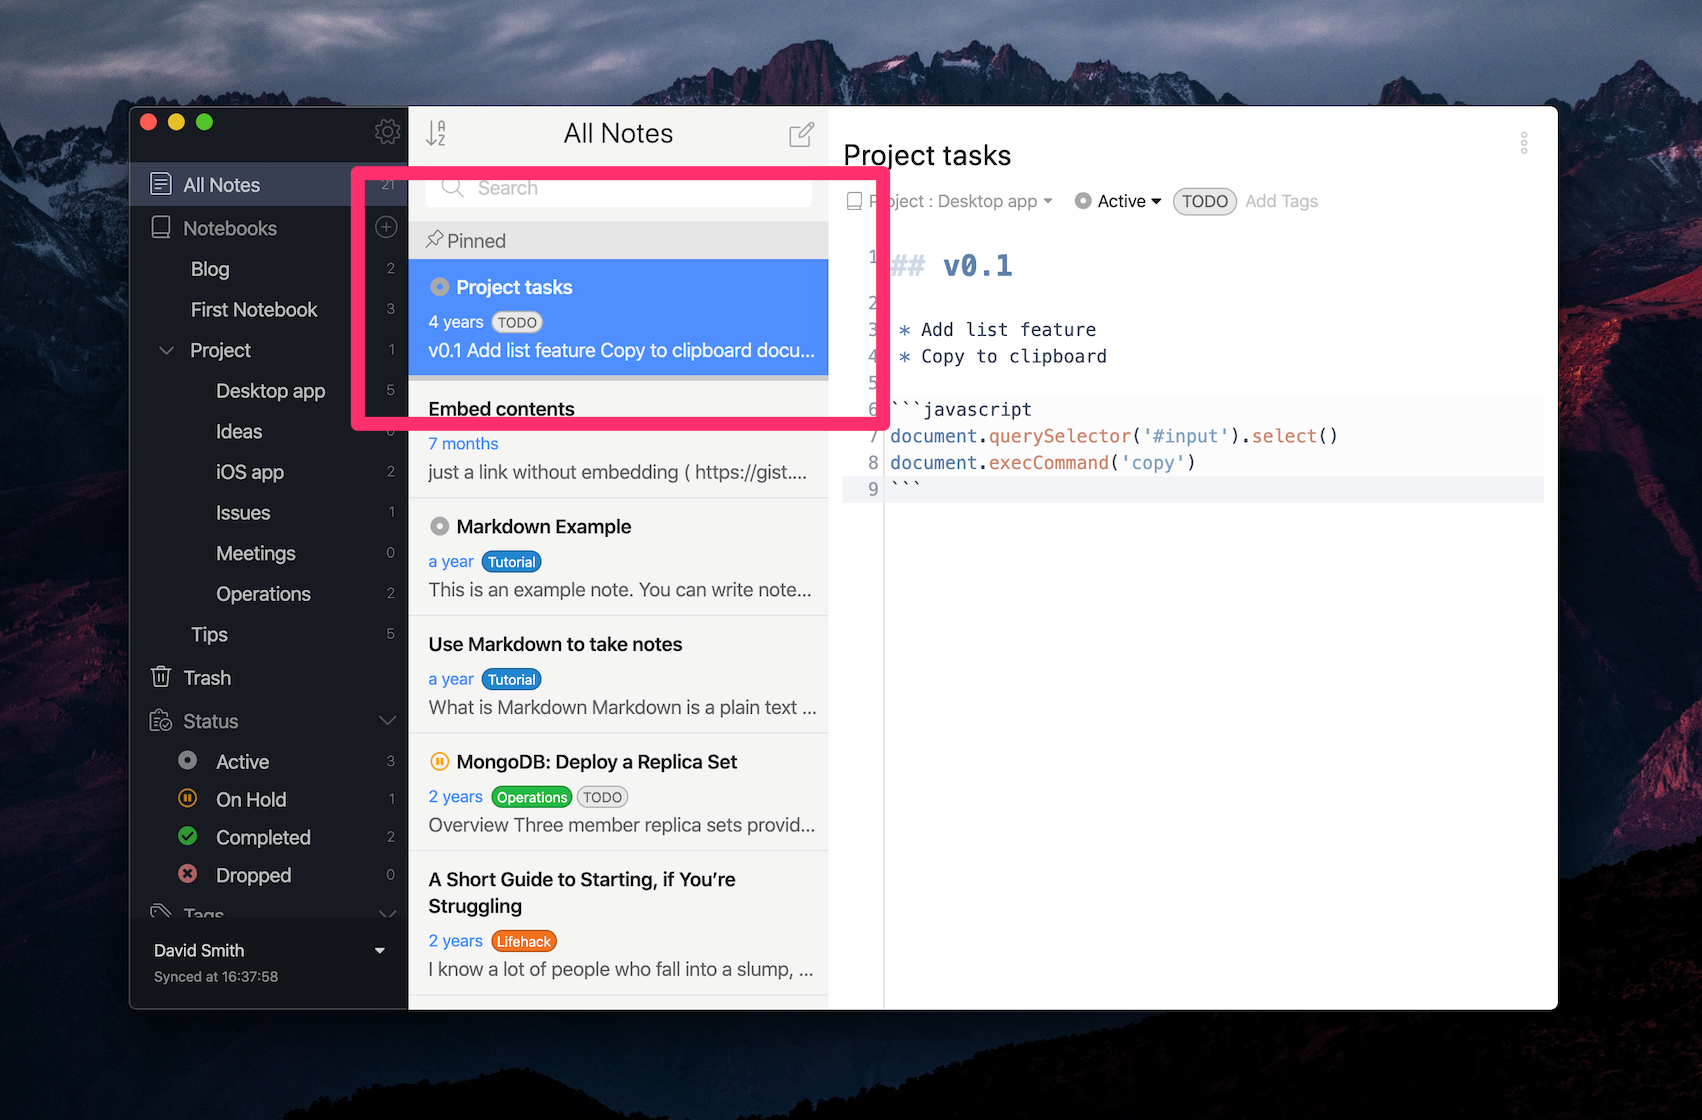 All Notes 21
Notebooks
Blog 2
First Notebook 3
Project 1
Desktop app 5
Ideas 0
iOS app 2
Issues 1
Meetings 0
Operations 2
Tips 5
Trash
Status
Active 3
On Hold 1
Completed 2
Dropped 0
Tags
David Smith
Synced at 16:37:58
All Notes
Search
Pinned
Project tasks
4 years TODO
v0.1 Add list feature Copy to clipboard docu...
Embed contents
7 months
just a link without embedding ( https://gist....
Markdown Example
a year Tutorial
This is an example note. You can write note...
Use Markdown to take notes
a year Tutorial
What is Markdown Markdown is a plain text ...
MongoDB: Deploy a Replica Set
2 years Operations TODO
Overview Three member replica sets provid...
A Short Guide to Starting, if You're
Struggling
2 years Lifehack
I know a lot of people who fall into a slump, ...
Project tasks
Project : Desktop app Active TODO Add Tags
1 ## v0.1
2
3 * Add list feature
4 * Copy to clipboard
5
6 ```javascript
7 document.querySelector('#input').select()
8 document.execCommand('copy')
9 ```